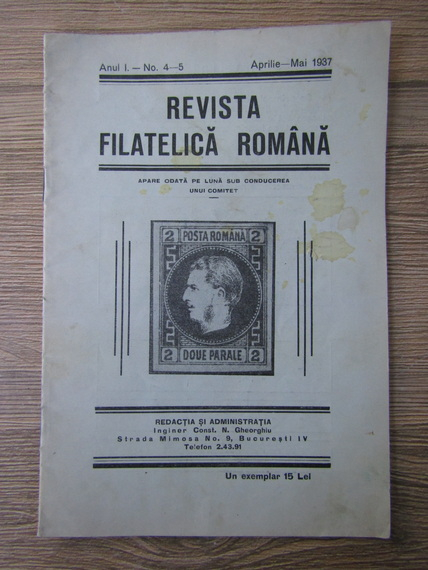 Anul I. — No. 4—5 Aprilie—Mai 1937
REVISTA
FILATELICĂ ROMÂNĂ
APARE ODATĂ PE LUNĂ SUB CONDUCEREA
UNUI COMITET
2 POSTA ROMÂNĂ 2
2 DOUE PARALE 2
REDACȚIA ȘI ADMINISTRAȚIA
Inginer Const. N. Gheorghiu
Strada Mimosa No. 9, București IV
Telefon 2.43.91
Un exemplar 15 Lei